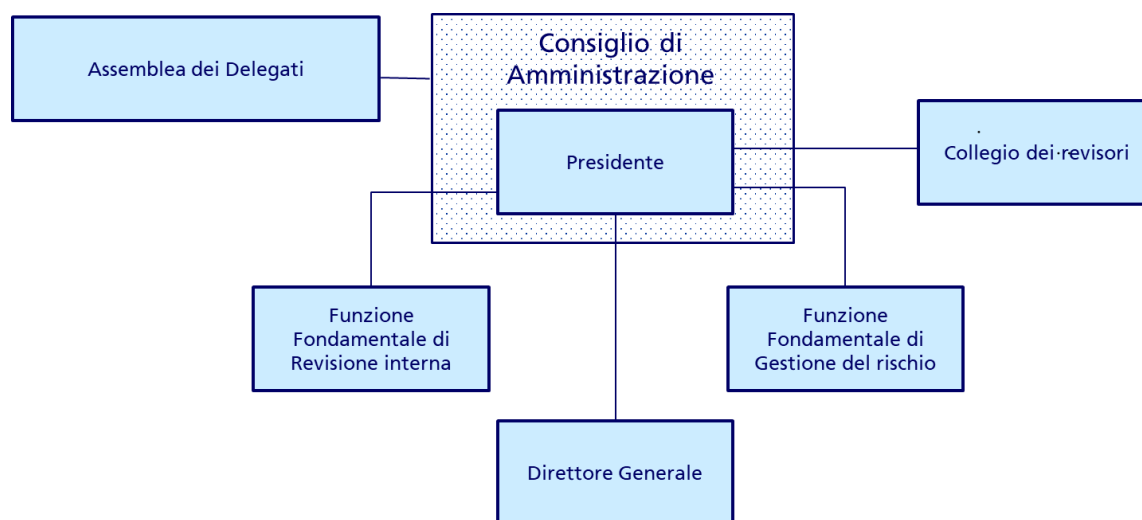 Consiglio di
Amministrazione
Assemblea dei Delegati
Presidente
Collegio dei revisori
Funzione
Fondamentale di
Revisione interna
Funzione
Fondamentale di
Gestione del rischio
Direttore Generale